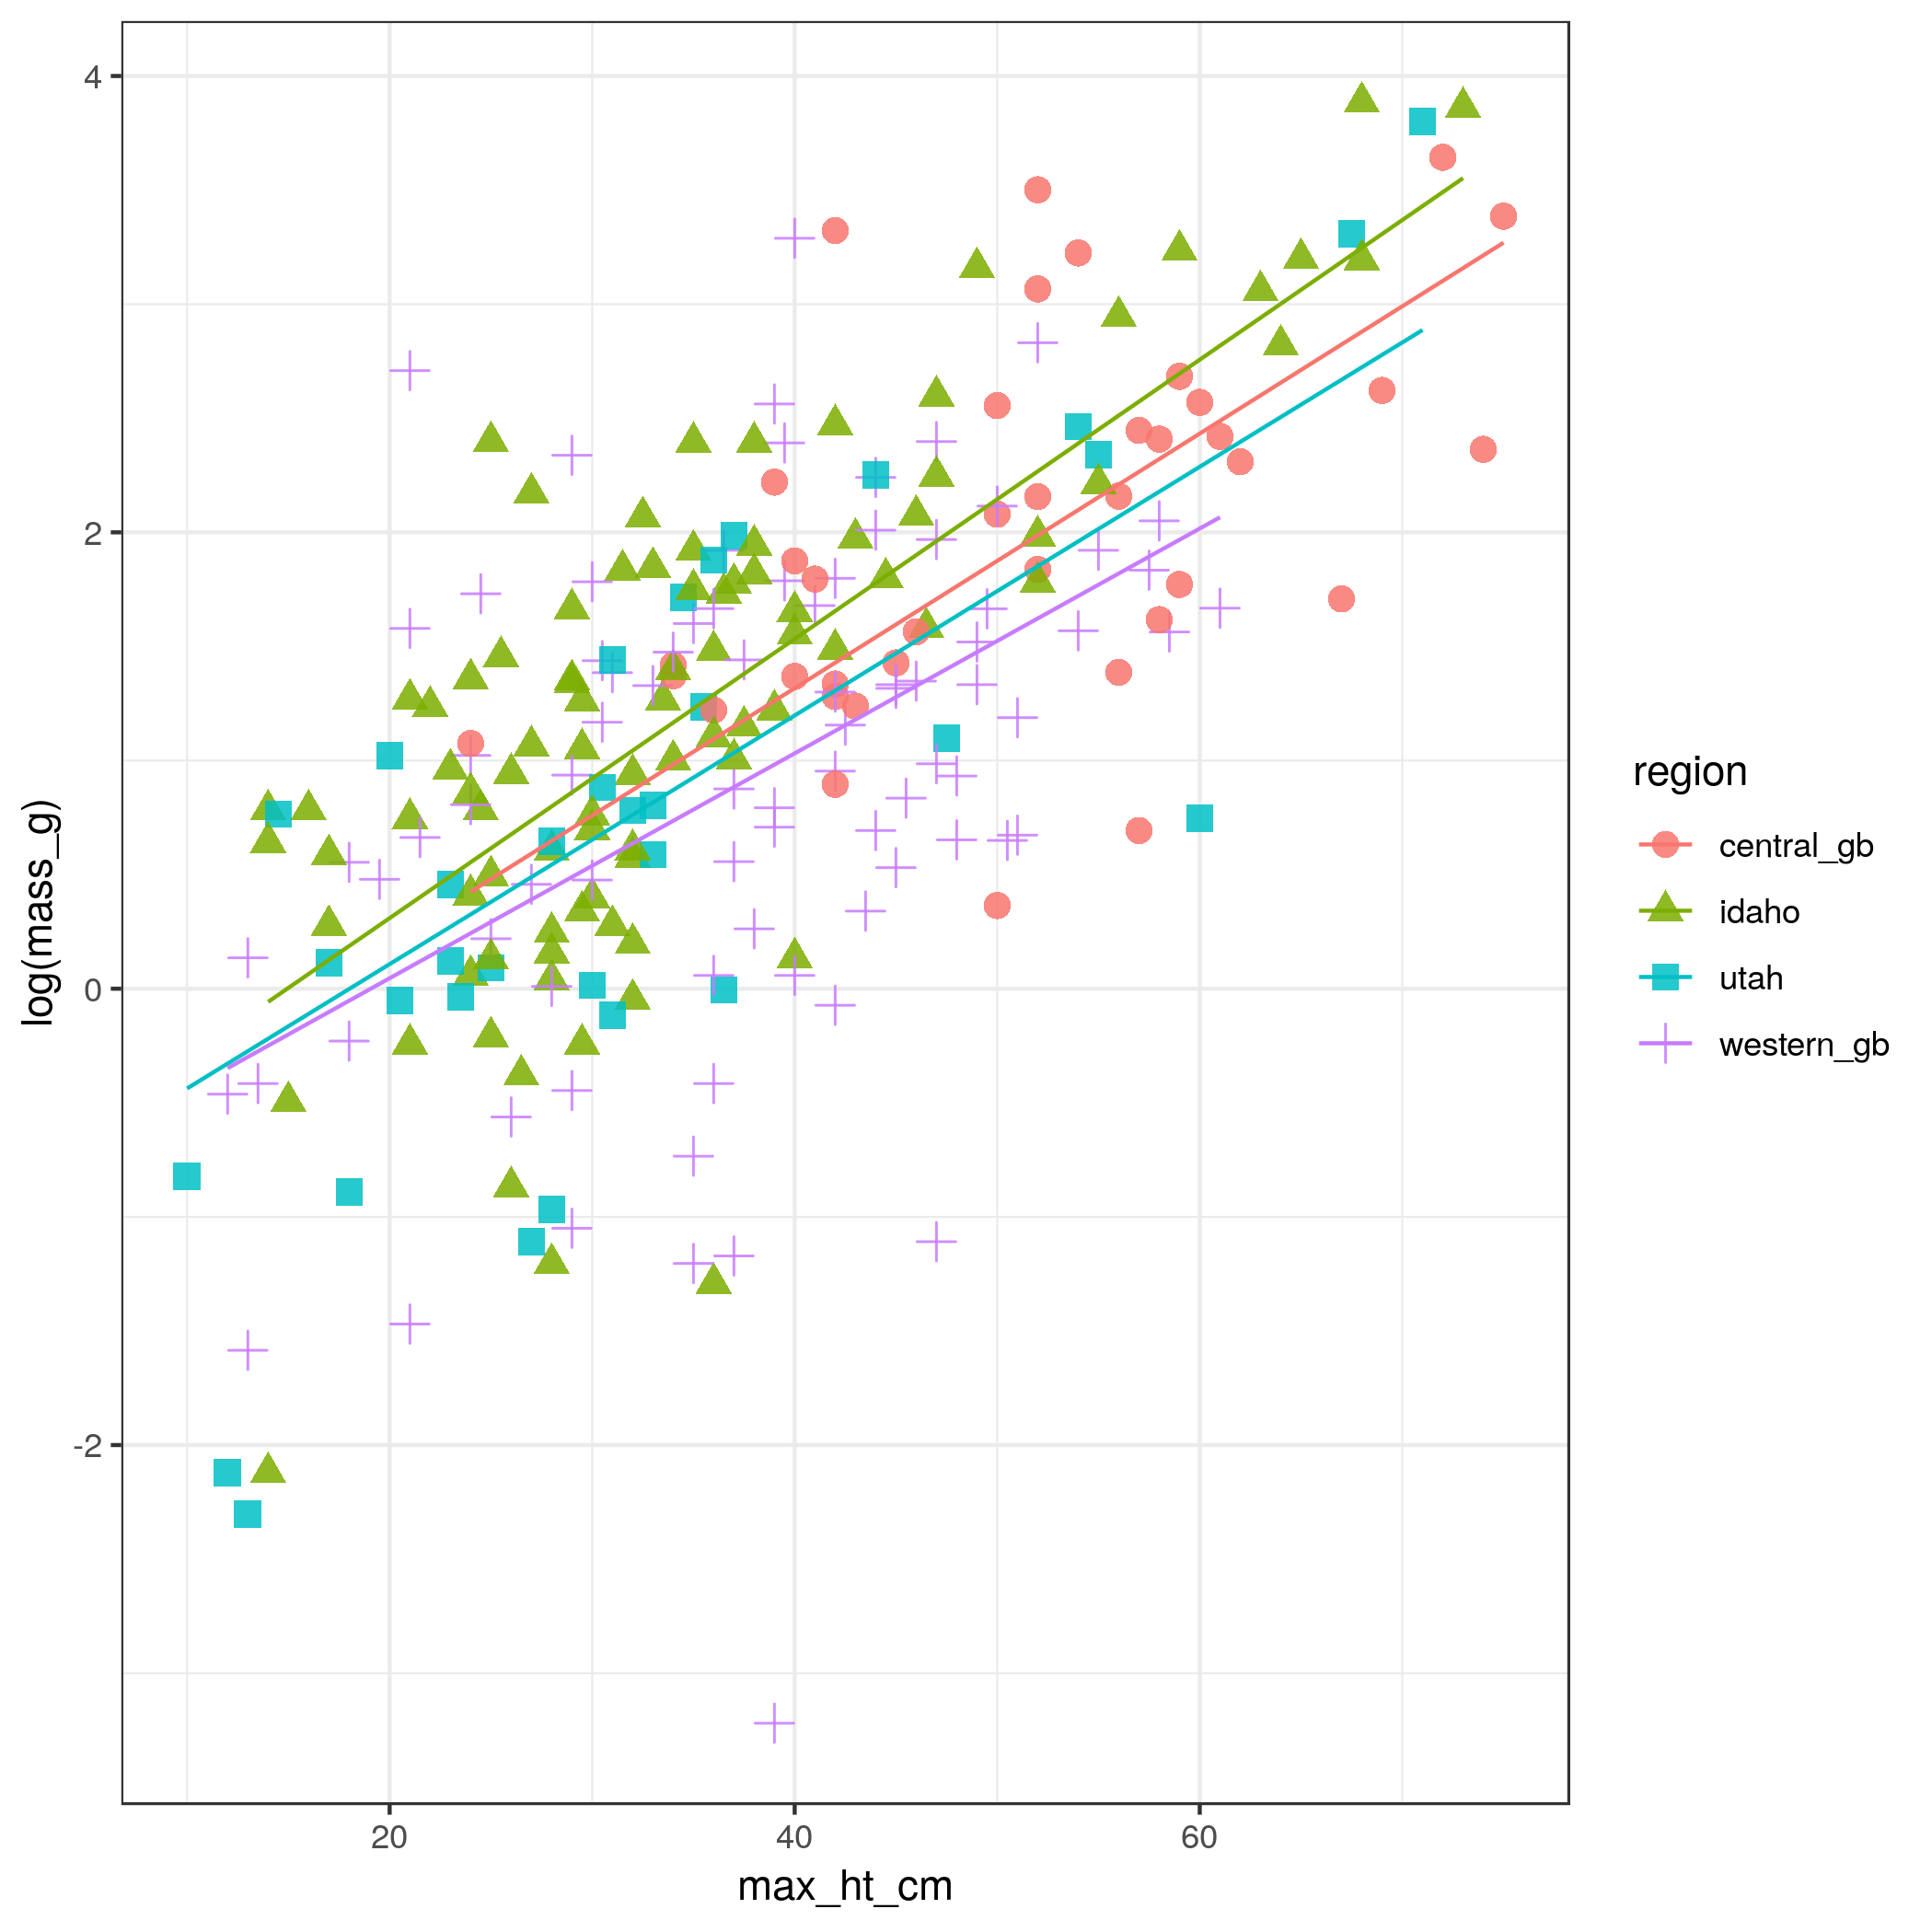 4
2
0
-2
log(mass_g)
20
40
60
max_ht_cm
region
central_gb
idaho
utah
western_gb